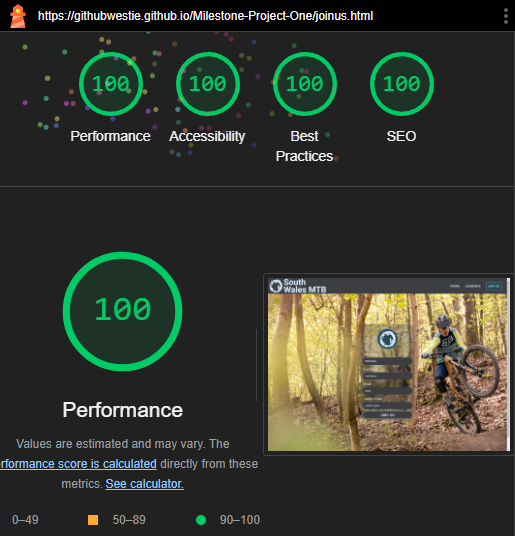 https://githubwestie.github.io/Milestone-Project-One/joinus.html
100 100 100 100
Performance Accessibility Best Practices SEO
100
Performance
Values are estimated and may vary. The
rformance score is calculated directly from these
metrics. See calculator.
0–49 50–89 90–100
South
Wales MTB
Home Locations Join Us
JOIN US